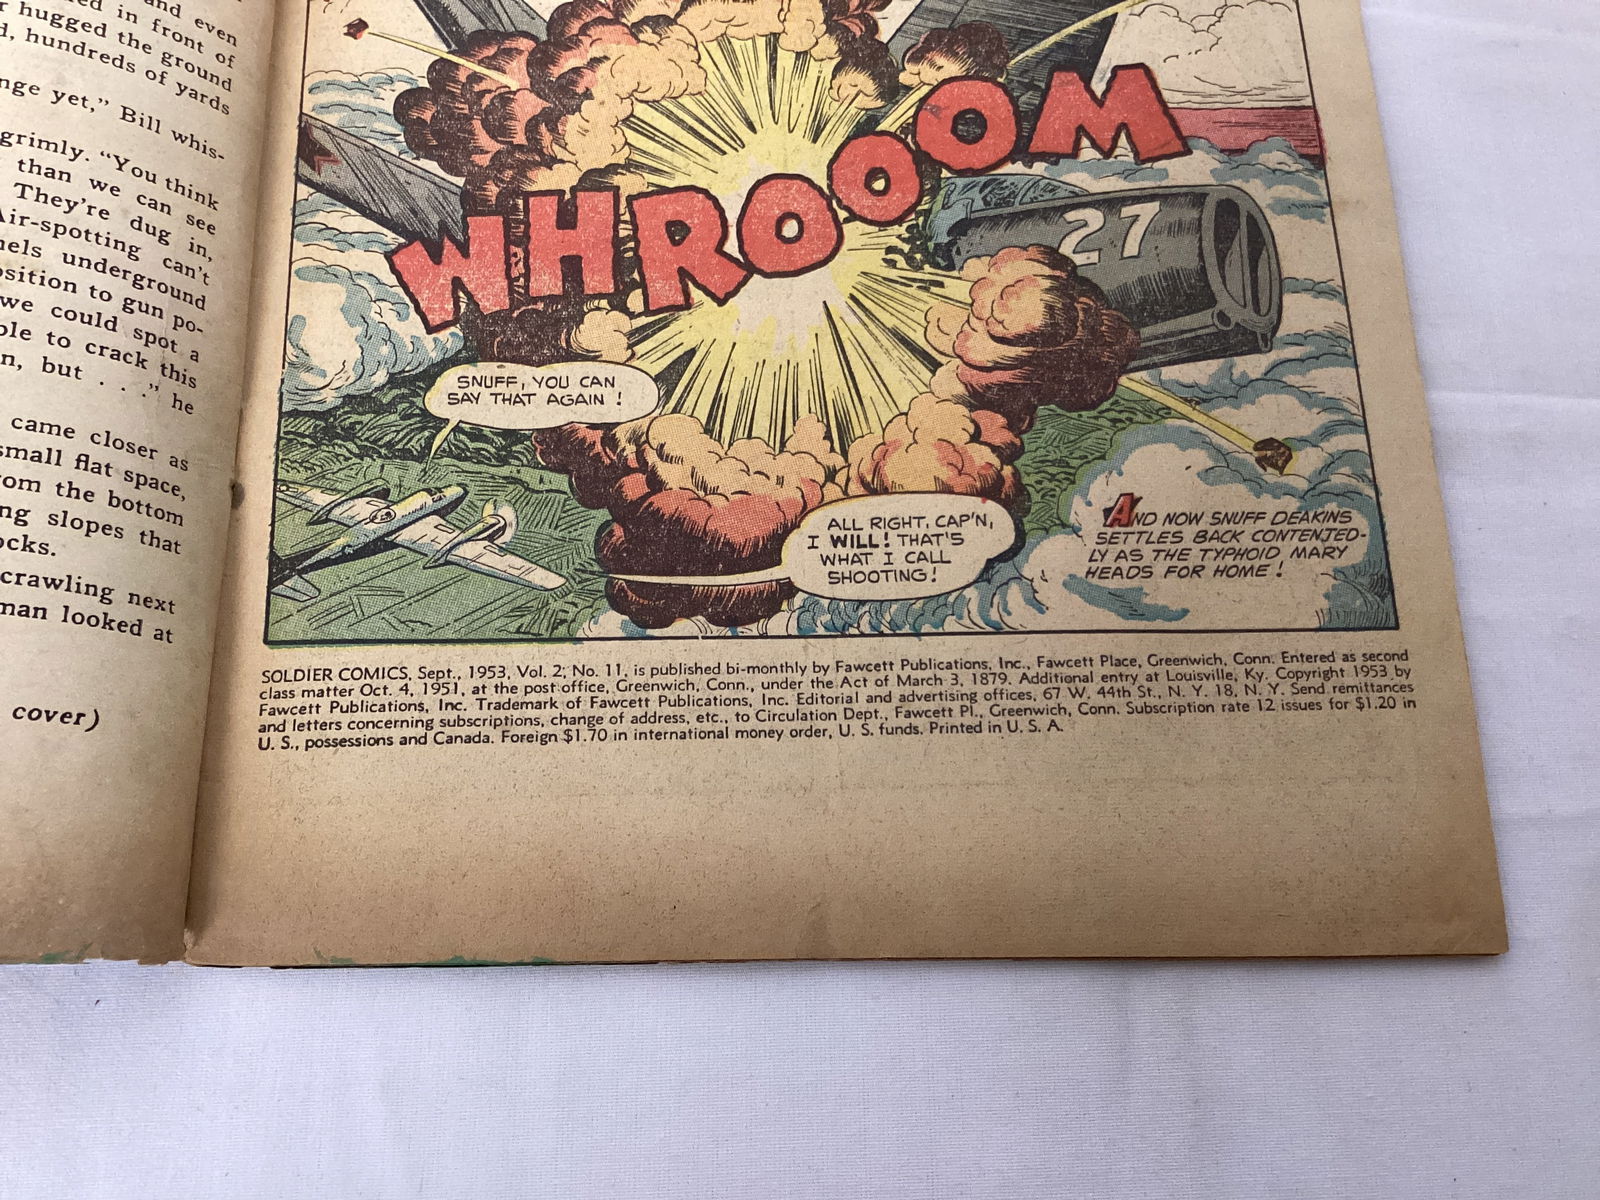 and even
in front of
hugged the ground
hundreds of yards
yet,” Bill whis-
grimly. “You think
than we can see
They're dug in,
Air-spotting can't
underground
to gun po-
we could spot a
to crack this
but . . .” he
came closer as
small flat space,
from the bottom
slopes that
crawling next
man looked at
cover)
WHROOOM
27
SNUFF, YOU CAN
SAY THAT AGAIN!
ALL RIGHT, CAP'N,
I WILL! THAT'S
WHAT I CALL
SHOOTING!
AND NOW SNUFF DEAKINS
SETTLES BACK CONTENTED-
LY AS THE TYPHOID MARY
HEADS FOR HOME!
SOLDIER COMICS, Sept., 1953, Vol. 2; No. 11, is published bi-monthly by Fawcett Publications, Inc., Fawcett Place, Greenwich, Conn. Entered as second
class matter Oct. 4, 1951, at the post office, Greenwich, Conn., under the Act of March 3, 1879. Additional entry at Louisville, Ky. Copyright 1953 by
Fawcett Publications, Inc. Trademark of Fawcett Publications, Inc. Editorial and advertising offices, 67 W. 44th St., N. Y. 18, N. Y. Send remittances
and letters concerning subscriptions, change of address, etc., to Circulation Dept., Fawcett Pl., Greenwich, Conn. Subscription rate 12 issues for $1.20 in
U. S., possessions and Canada. Foreign $1.70 in international money order, U. S. funds. Printed in U. S. A.